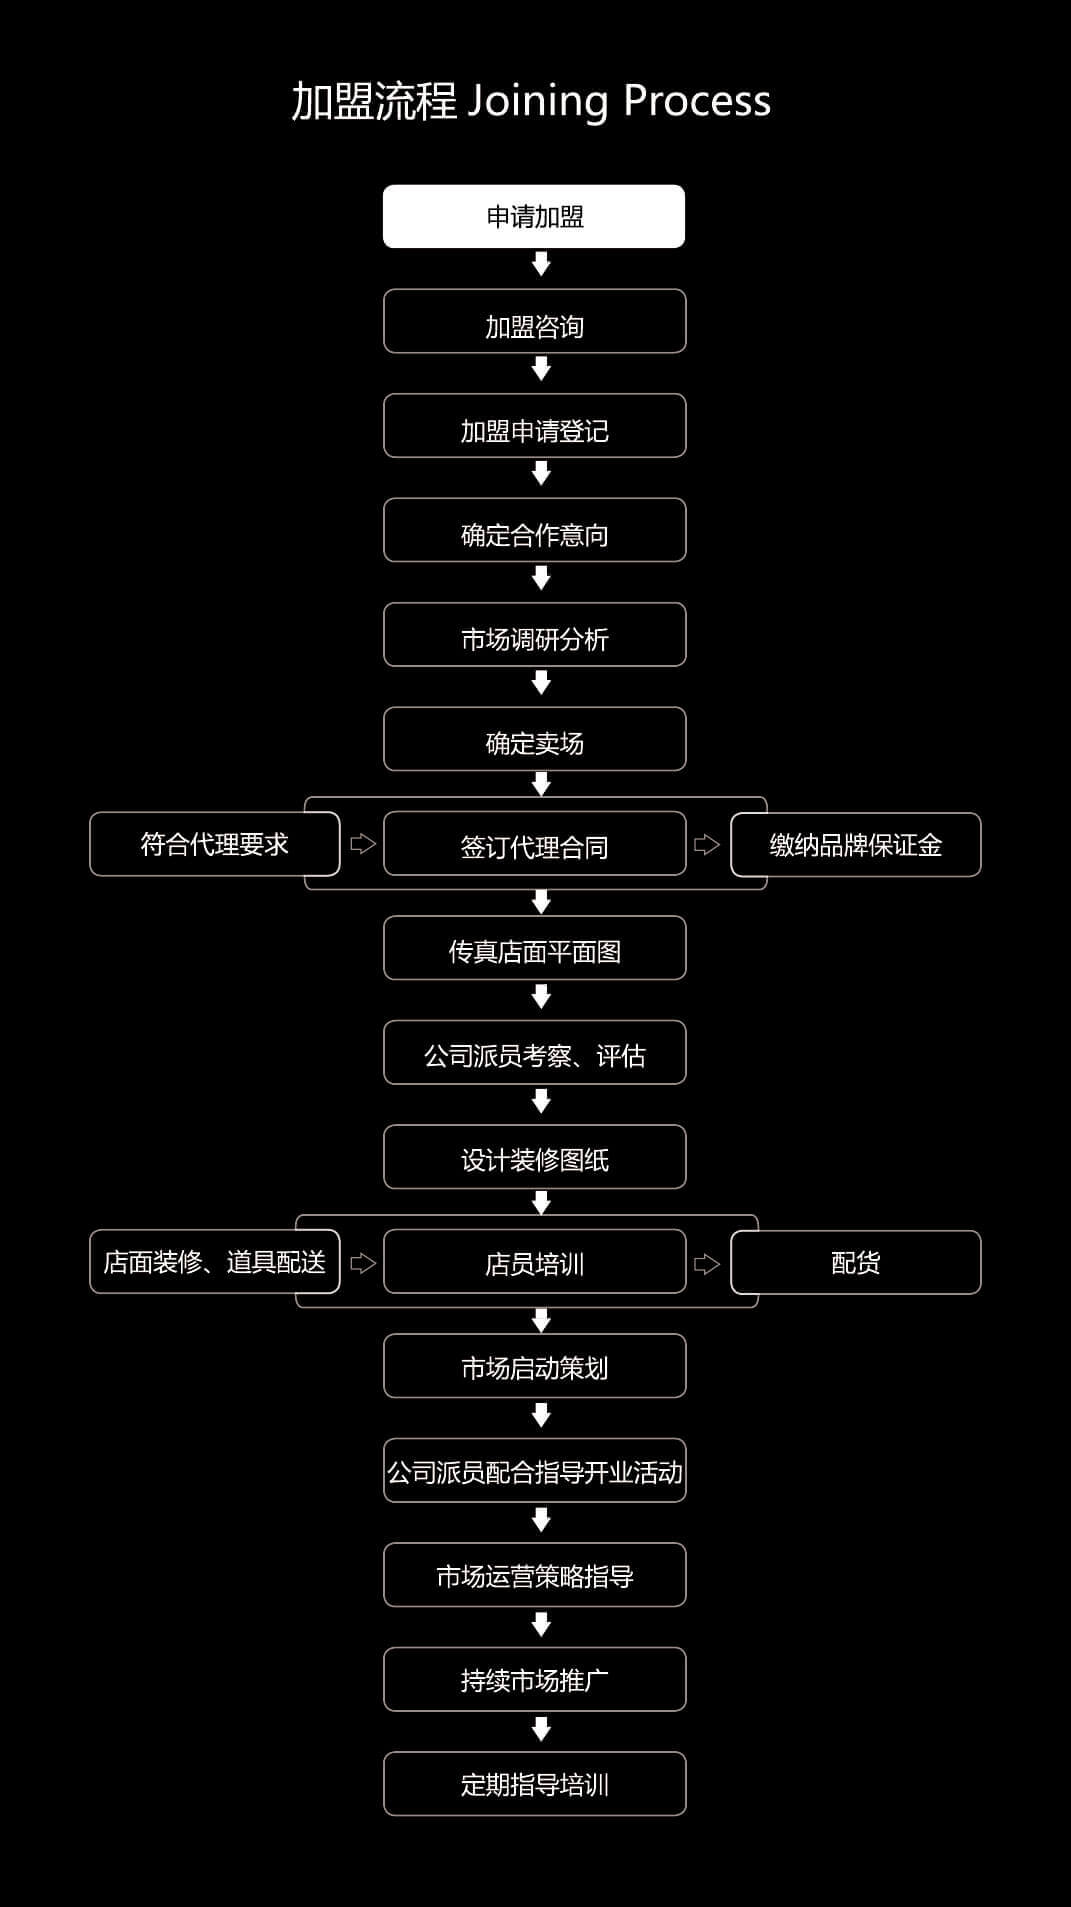 加盟流程 Joining Process
申请加盟
加盟咨询
加盟申请登记
确定合作意向
市场调研分析
确定卖场
符合代理要求
签订代理合同
缴纳品牌保证金
传真店面平面图
公司派员考察、评估
设计装修图纸
店面装修、道具配送
店员培训
配货
市场启动策划
公司派员配合指导开业活动
市场运营策略指导
持续市场推广
定期指导培训